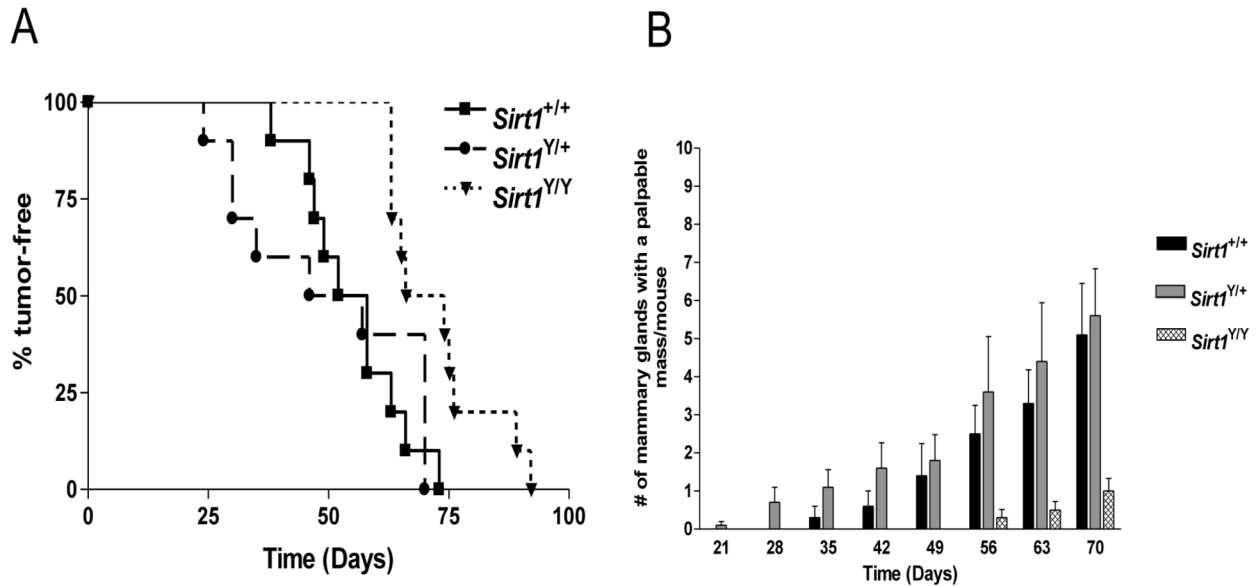 A
% tumor-free
100
75
50
25
0
0 25 50 75 100
Time (Days)
Sirt1+/+
Sirt1Y/+
Sirt1Y/Y
B
# of mammary glands with a palpable
mass/mouse
10
9
8
7
6
5
4
3
2
1
0
21 28 35 42 49 56 63 70
Time (Days)
Sirt1+/+
Sirt1Y/+
Sirt1Y/Y